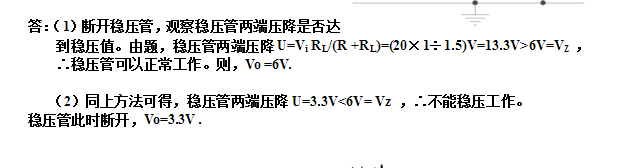 答：（1）断开稳压管，观察稳压管两端压降是否达
到稳压值。由题，稳压管两端压降U=Vi RL/(R +RL)=(20×1÷1.5)V=13.3V>6V=VZ ，
∴稳压管可以正常工作。则，Vo =6V.
（2）同上方法可得，稳压管两端压降U=3.3V<6V= Vz ，∴不能稳压工作。
稳压管此时断开，Vo=3.3V .